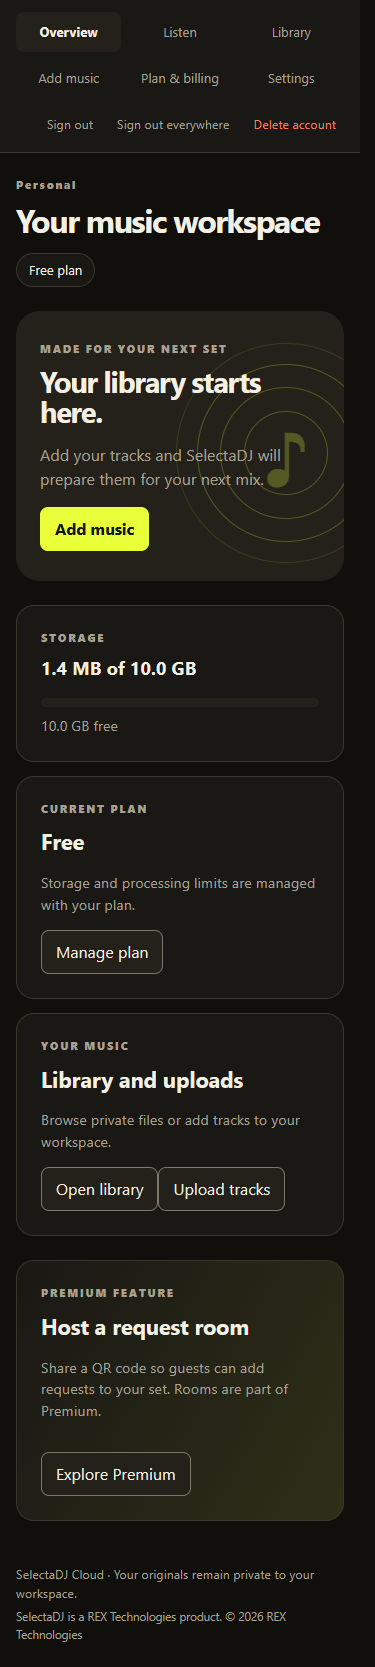 Overview Listen Library
Add music Plan & billing Settings
Sign out Sign out everywhere Delete account
Personal
Your music workspace
Free plan
MADE FOR YOUR NEXT SET
Your library starts
here.
Add your tracks and SelectaDJ will
prepare them for your next mix.
Add music
STORAGE
1.4 MB of 10.0 GB
10.0 GB free
CURRENT PLAN
Free
Storage and processing limits are managed
with your plan.
Manage plan
YOUR MUSIC
Library and uploads
Browse private files or add tracks to your
workspace.
Open library Upload tracks
PREMIUM FEATURE
Host a request room
Share a QR code so guests can add
requests to your set. Rooms are part of
Premium.
Explore Premium
SelectaDJ Cloud · Your originals remain private to your
workspace.
SelectaDJ is a REX Technologies product. © 2026 REX
Technologies